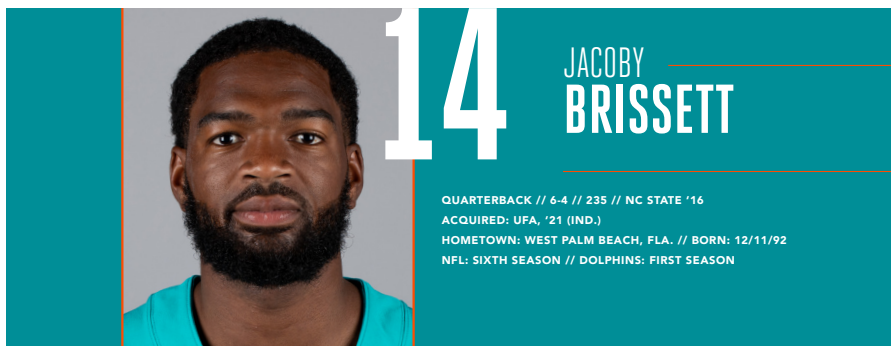 14
JACOBY
BRISSETT
QUARTERBACK // 6-4 // 235 // NC STATE ’16
ACQUIRED: UFA, ’21 (IND.)
HOMETOWN: WEST PALM BEACH, FLA. // BORN: 12/11/92
NFL: SIXTH SEASON // DOLPHINS: FIRST SEASON